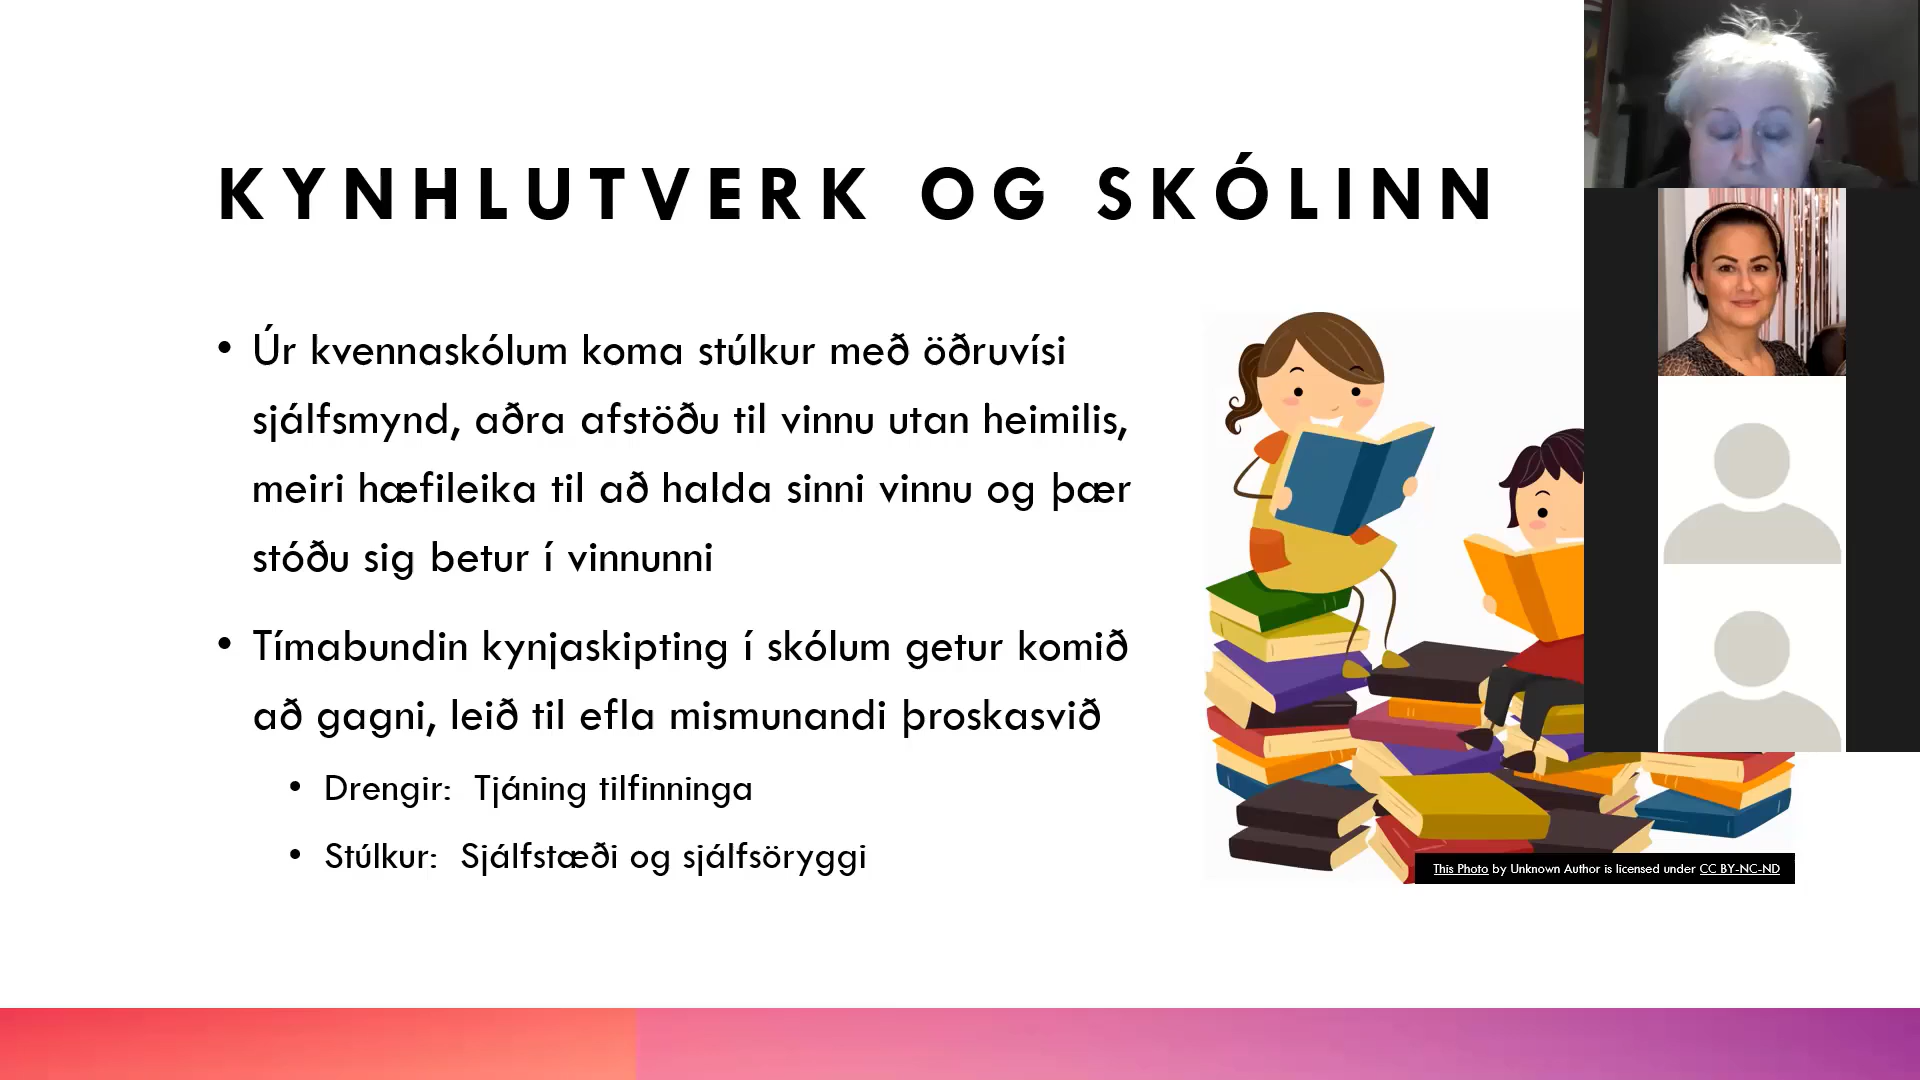 KYNHLUTVERK OG SKÓLINN
• Úr kvennaskólum koma stúlkur með öðruvísi
sjálfsmynd, aðra afstöðu til vinnu utan heimilis,
meiri hæfileika til að halda sinni vinnu og þær
stóðu sig betur í vinnunni
• Tímabundin kynjaskipting í skólum getur komið
að gagni, leið til efla mismunandi þroskasvið
• Drengir: Tjáning tilfinninga
• Stúlkur: Sjálfstæði og sjálfsöryggi
This Photo by Unknown Author is licensed under CC BY-NC-ND